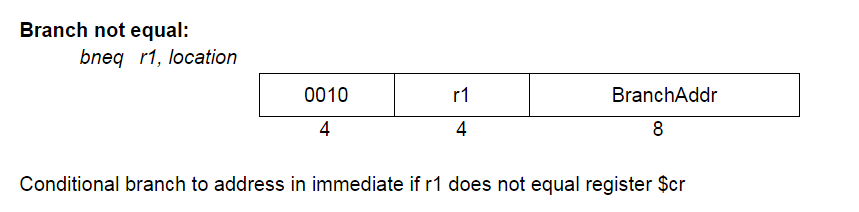 Branch not equal:
bneq r1, location
0010 r1 BranchAddr
4 4 8
Conditional branch to address in immediate if r1 does not equal register $cr